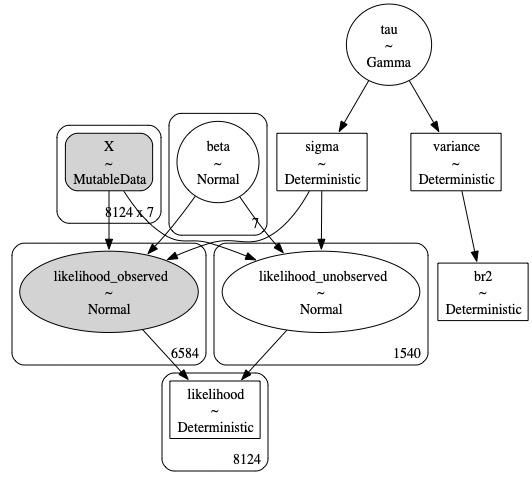 tau
~
Gamma
X
~
MutableData
8124 x 7
beta
~
Normal
7
sigma
~
Deterministic
variance
~
Deterministic
likelihood_observed
~
Normal
6584
likelihood_unobserved
~
Normal
1540
br2
~
Deterministic
likelihood
~
Deterministic
8124